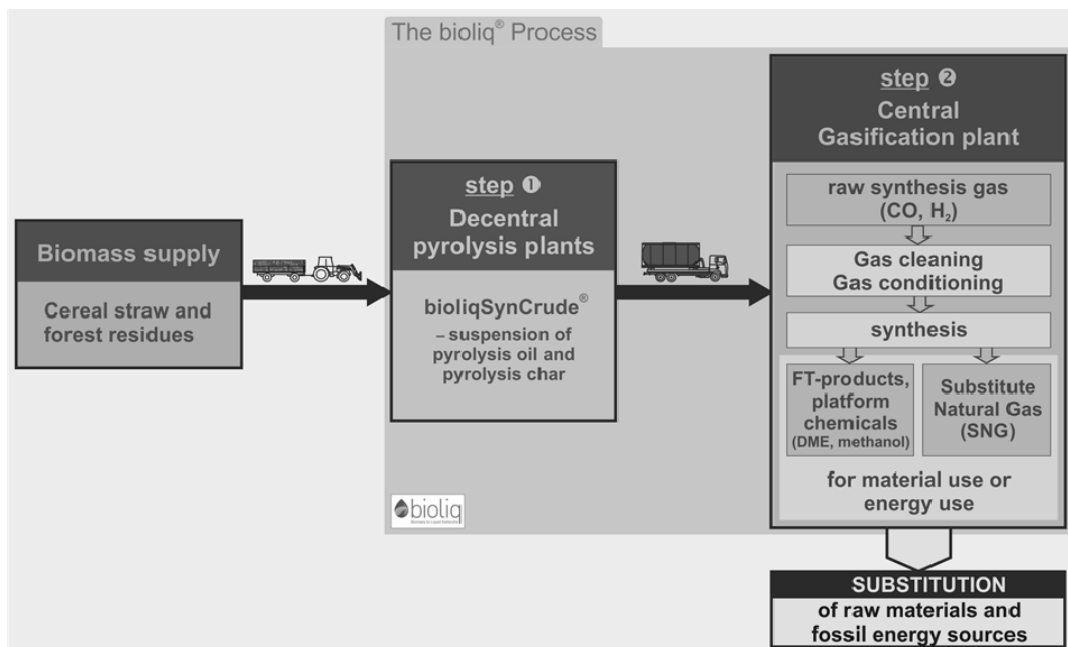 The bioliq® Process
Biomass supply
Cereal straw and
forest residues
step ❶
Decentral
pyrolysis plants
bioliqSynCrude®
– suspension of
pyrolysis oil and
pyrolysis char
bioliq
step ❷
Central
Gasification plant
raw synthesis gas
(CO, H₂)
Gas cleaning
Gas conditioning
synthesis
FT-products,
platform
chemicals
(DME, methanol)
Substitute
Natural Gas
(SNG)
for material use or
energy use
SUBSTITUTION
of raw materials and
fossil energy sources